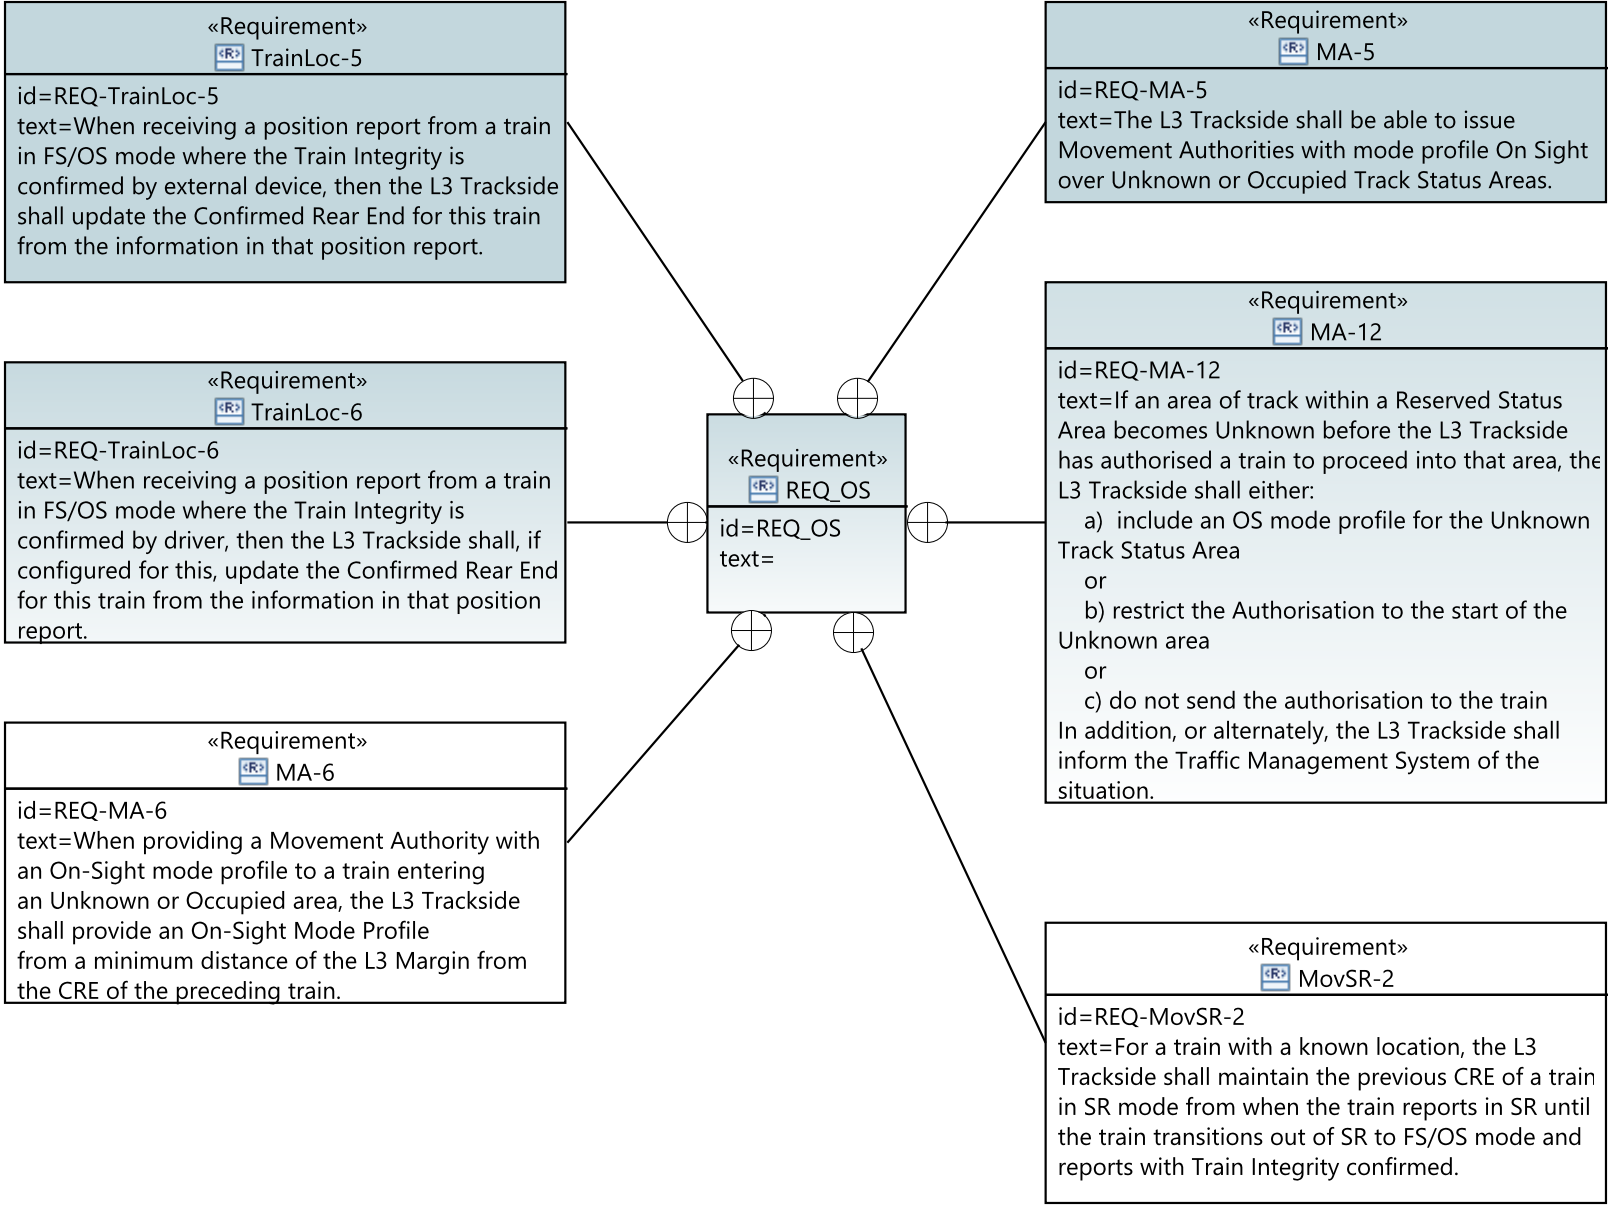 «Requirement»
<R> TrainLoc-5
id=REQ-TrainLoc-5
text=When receiving a position report from a train
in FS/OS mode where the Train Integrity is
confirmed by external device, then the L3 Trackside
shall update the Confirmed Rear End for this train
from the information in that position report.
«Requirement»
<R> TrainLoc-6
id=REQ-TrainLoc-6
text=When receiving a position report from a train
in FS/OS mode where the Train Integrity is
confirmed by driver, then the L3 Trackside shall, if
configured for this, update the Confirmed Rear End
for this train from the information in that position
report.
«Requirement»
<R> MA-6
id=REQ-MA-6
text=When providing a Movement Authority with
an On-Sight mode profile to a train entering
an Unknown or Occupied area, the L3 Trackside
shall provide an On-Sight Mode Profile
from a minimum distance of the L3 Margin from
the CRE of the preceding train.
«Requirement»
<R> REQ_OS
id=REQ_OS
text=
«Requirement»
<R> MA-5
id=REQ-MA-5
text=The L3 Trackside shall be able to issue
Movement Authorities with mode profile On Sight
over Unknown or Occupied Track Status Areas.
«Requirement»
<R> MA-12
id=REQ-MA-12
text=If an area of track within a Reserved Status
Area becomes Unknown before the L3 Trackside
has authorised a train to proceed into that area, the
L3 Trackside shall either:
a) include an OS mode profile for the Unknown
Track Status Area
or
b) restrict the Authorisation to the start of the
Unknown area
or
c) do not send the authorisation to the train
In addition, or alternately, the L3 Trackside shall
inform the Traffic Management System of the
situation.
«Requirement»
<R> MovSR-2
id=REQ-MovSR-2
text=For a train with a known location, the L3
Trackside shall maintain the previous CRE of a train
in SR mode from when the train reports in SR until
the train transitions out of SR to FS/OS mode and
reports with Train Integrity confirmed.